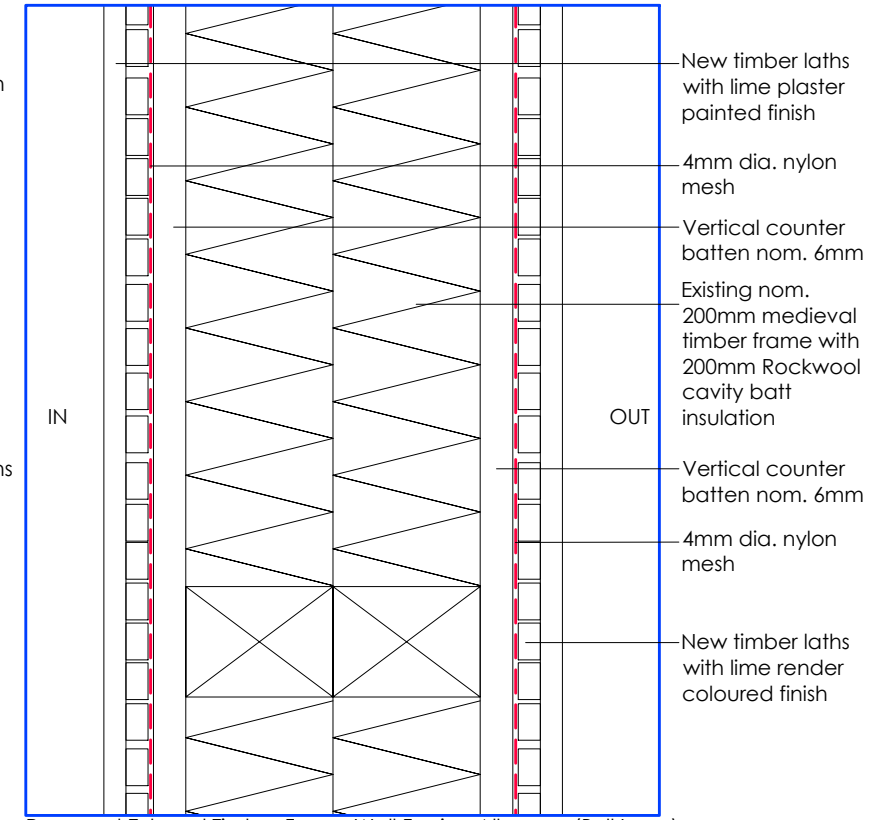 New timber laths
with lime plaster
painted finish
4mm dia. nylon
mesh
Vertical counter
batten nom. 6mm
Existing nom.
200mm medieval
timber frame with
200mm Rockwool
cavity batt
insulation
IN
OUT
Vertical counter
batten nom. 6mm
4mm dia. nylon
mesh
New timber laths
with lime render
coloured finish